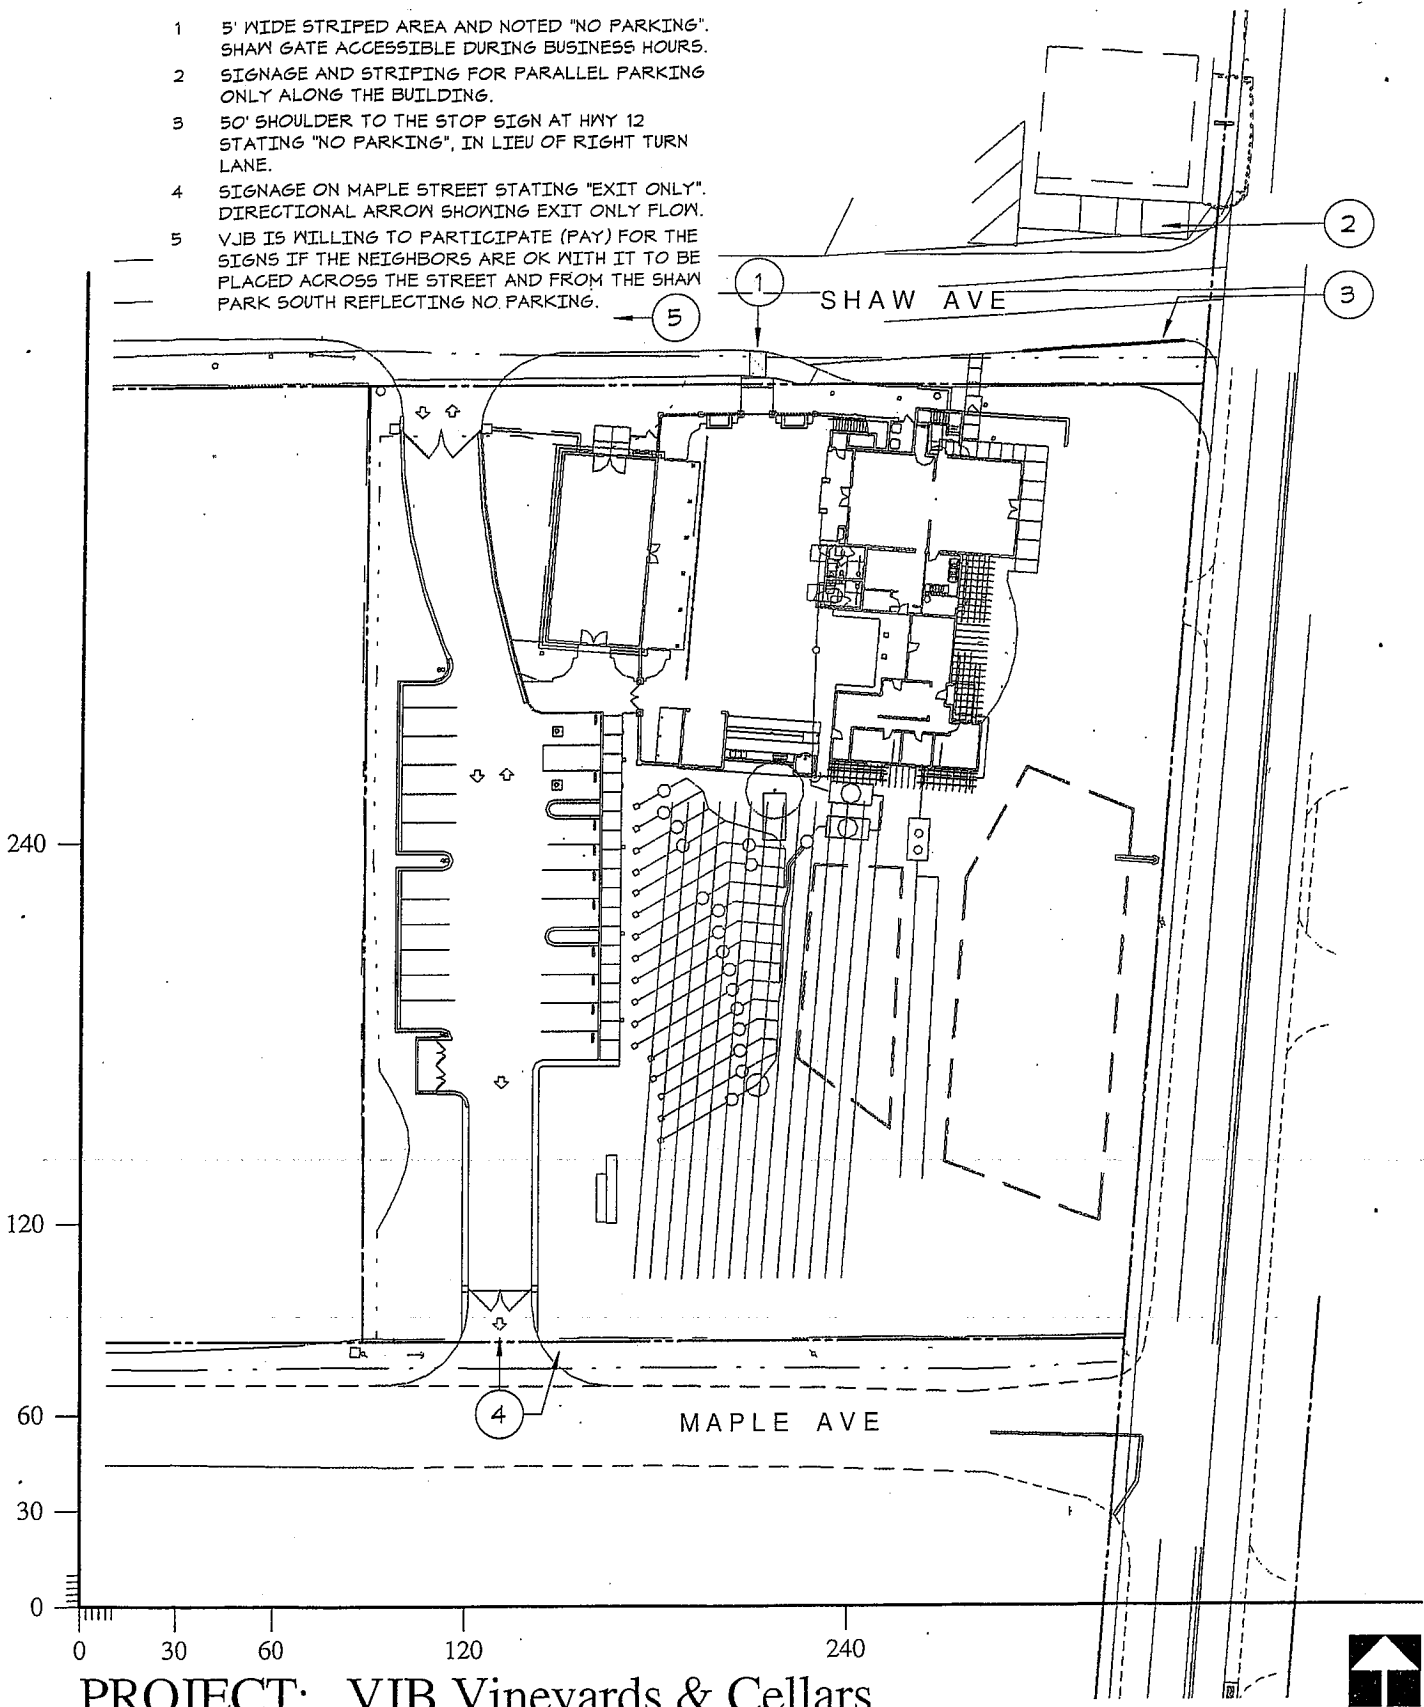 1 5' WIDE STRIPED AREA AND NOTED "NO PARKING".
SHAW GATE ACCESSIBLE DURING BUSINESS HOURS.
2 SIGNAGE AND STRIPING FOR PARALLEL PARKING
ONLY ALONG THE BUILDING.
3 50' SHOULDER TO THE STOP SIGN AT HWY 12
STATING "NO PARKING", IN LIEU OF RIGHT TURN
LANE.
4 SIGNAGE ON MAPLE STREET STATING "EXIT ONLY".
DIRECTIONAL ARROW SHOWING EXIT ONLY FLOW.
5 VJB IS WILLING TO PARTICIPATE (PAY) FOR THE
SIGNS IF THE NEIGHBORS ARE OK WITH IT TO BE
PLACED ACROSS THE STREET AND FROM THE SHAW
PARK SOUTH REFLECTING NO PARKING.
2
1
SHAW AVE
3
5
240
120
4
MAPLE AVE
60
30
0
0 30 60 120 240
PROJECT: VJB Vineyards & Cellars